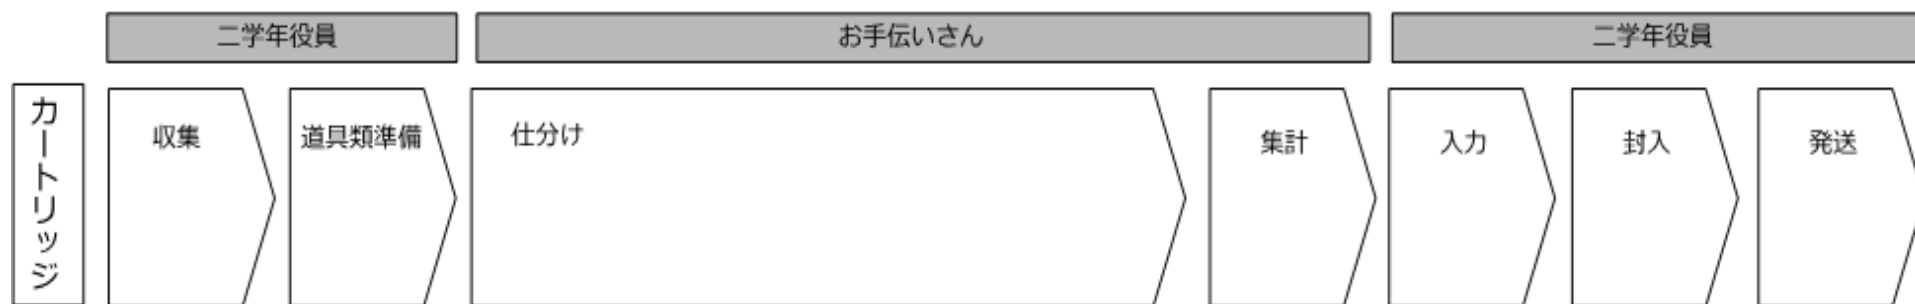 二学年役員
お手伝いさん
二学年役員
カートリッジ
収集
道具類準備
仕分け
集計
入力
封入
発送